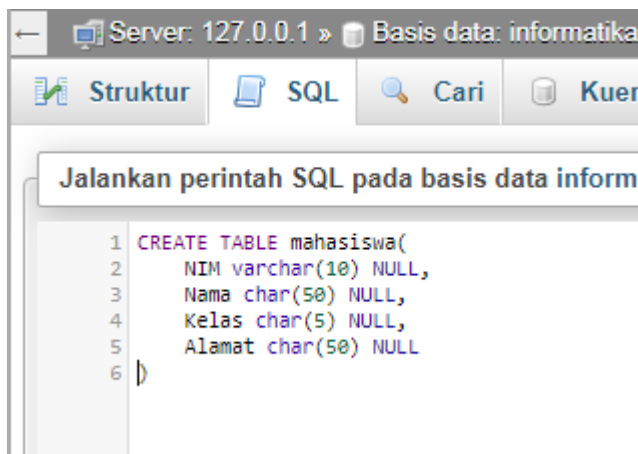 ← Server: 127.0.0.1 » Basis data: informatika
Struktur SQL Cari
Jalankan perintah SQL pada basis data
1 CREATE TABLE mahasiswa(
2 NIM varchar(10) NULL,
3 Nama char(50) NULL,
4 Kelas char(5) NULL,
5 Alamat char(50) NULL
6 )